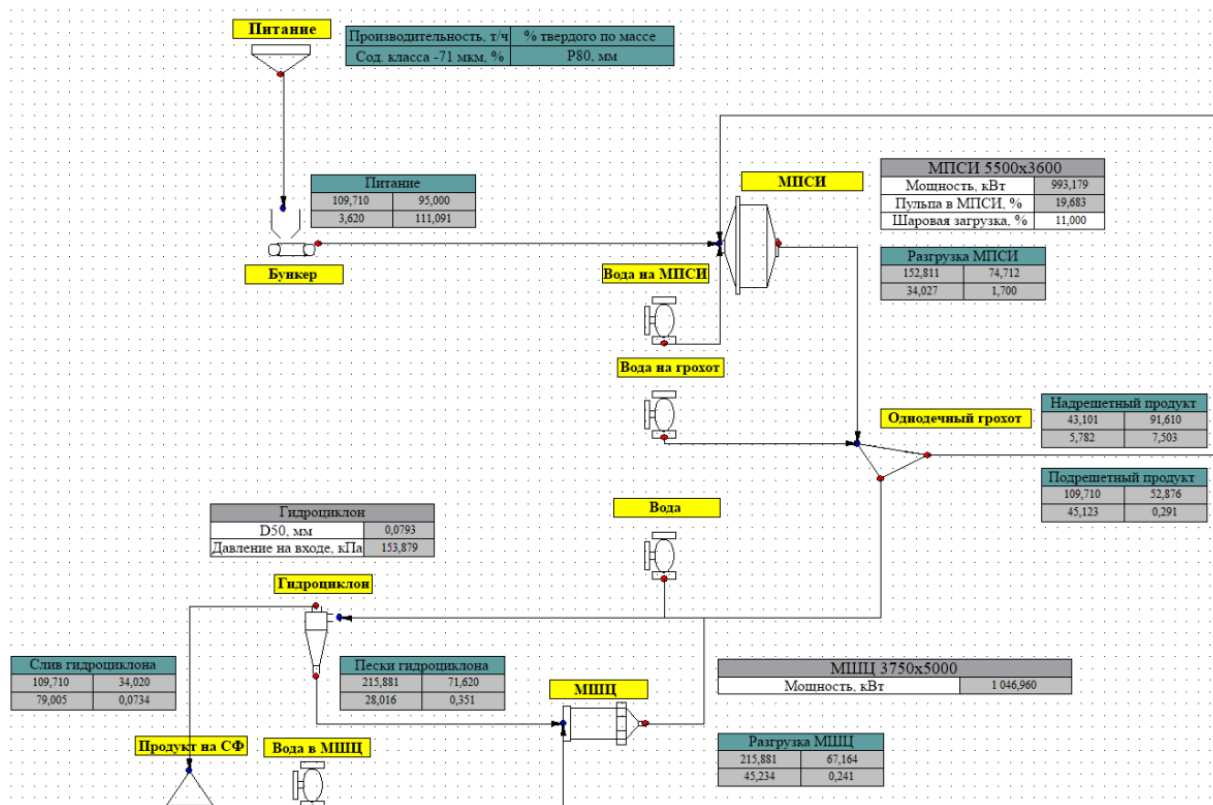 Питание
Производительность, т/ч % твердого по массе
Сод. класса -71 мкм, % P80, мм
Питание
109,710 95,000
3,620 111,091
Бункер
МПСИ
МПСИ 5500х3600
Мощность, кВт 993,179
Пульпа в МПСИ, % 19,683
Шаровая загрузка, % 11,000
Вода на МПСИ
Разгрузка МПСИ
152,811 74,712
34,027 1,700
Вода на грохот
Однодечный грохот
Надрешетный продукт
43,101 91,610
5,782 7,503
Подрешетный продукт
109,710 52,876
45,123 0,291
Вода
Гидроциклон
D50, мм 0,0793
Давление на входе, кПа 153,879
Гидроциклон
Слив гидроциклона
109,710 34,020
79,005 0,0734
Пески гидроциклона
215,881 71,620
28,016 0,351
МШЦ
МШЦ 3750х5000
Мощность, кВт 1 046,960
Продукт на СФ
Вода в МШЦ
Разгрузка МШЦ
215,881 67,164
45,234 0,241